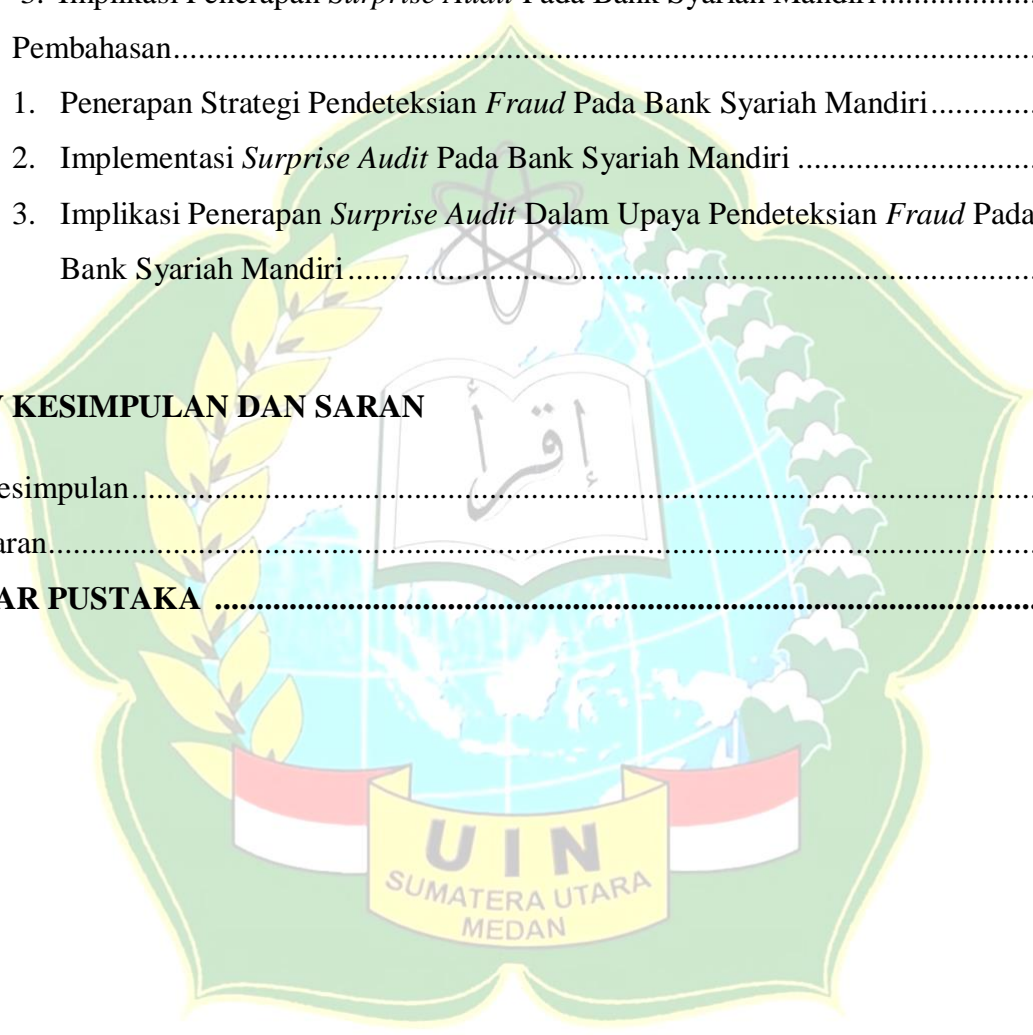 3. Implikasi Penerapan Surprise Audit Pada Bank Syariah Mandiri....................
Pembahasan..........................................................................................
1. Penerapan Strategi Pendeteksian Fraud Pada Bank Syariah Mandiri..............
2. Implementasi Surprise Audit Pada Bank Syariah Mandiri ..............................
3. Implikasi Penerapan Surprise Audit Dalam Upaya Pendeteksian Fraud Pada
Bank Syariah Mandiri......................................................................
KESIMPULAN DAN SARAN
esimpulan...............................................................................................
aran........................................................................................................
AR PUSTAKA ......................................................................................
إقرأ
UIN
SUMATERA UTARA
MEDAN